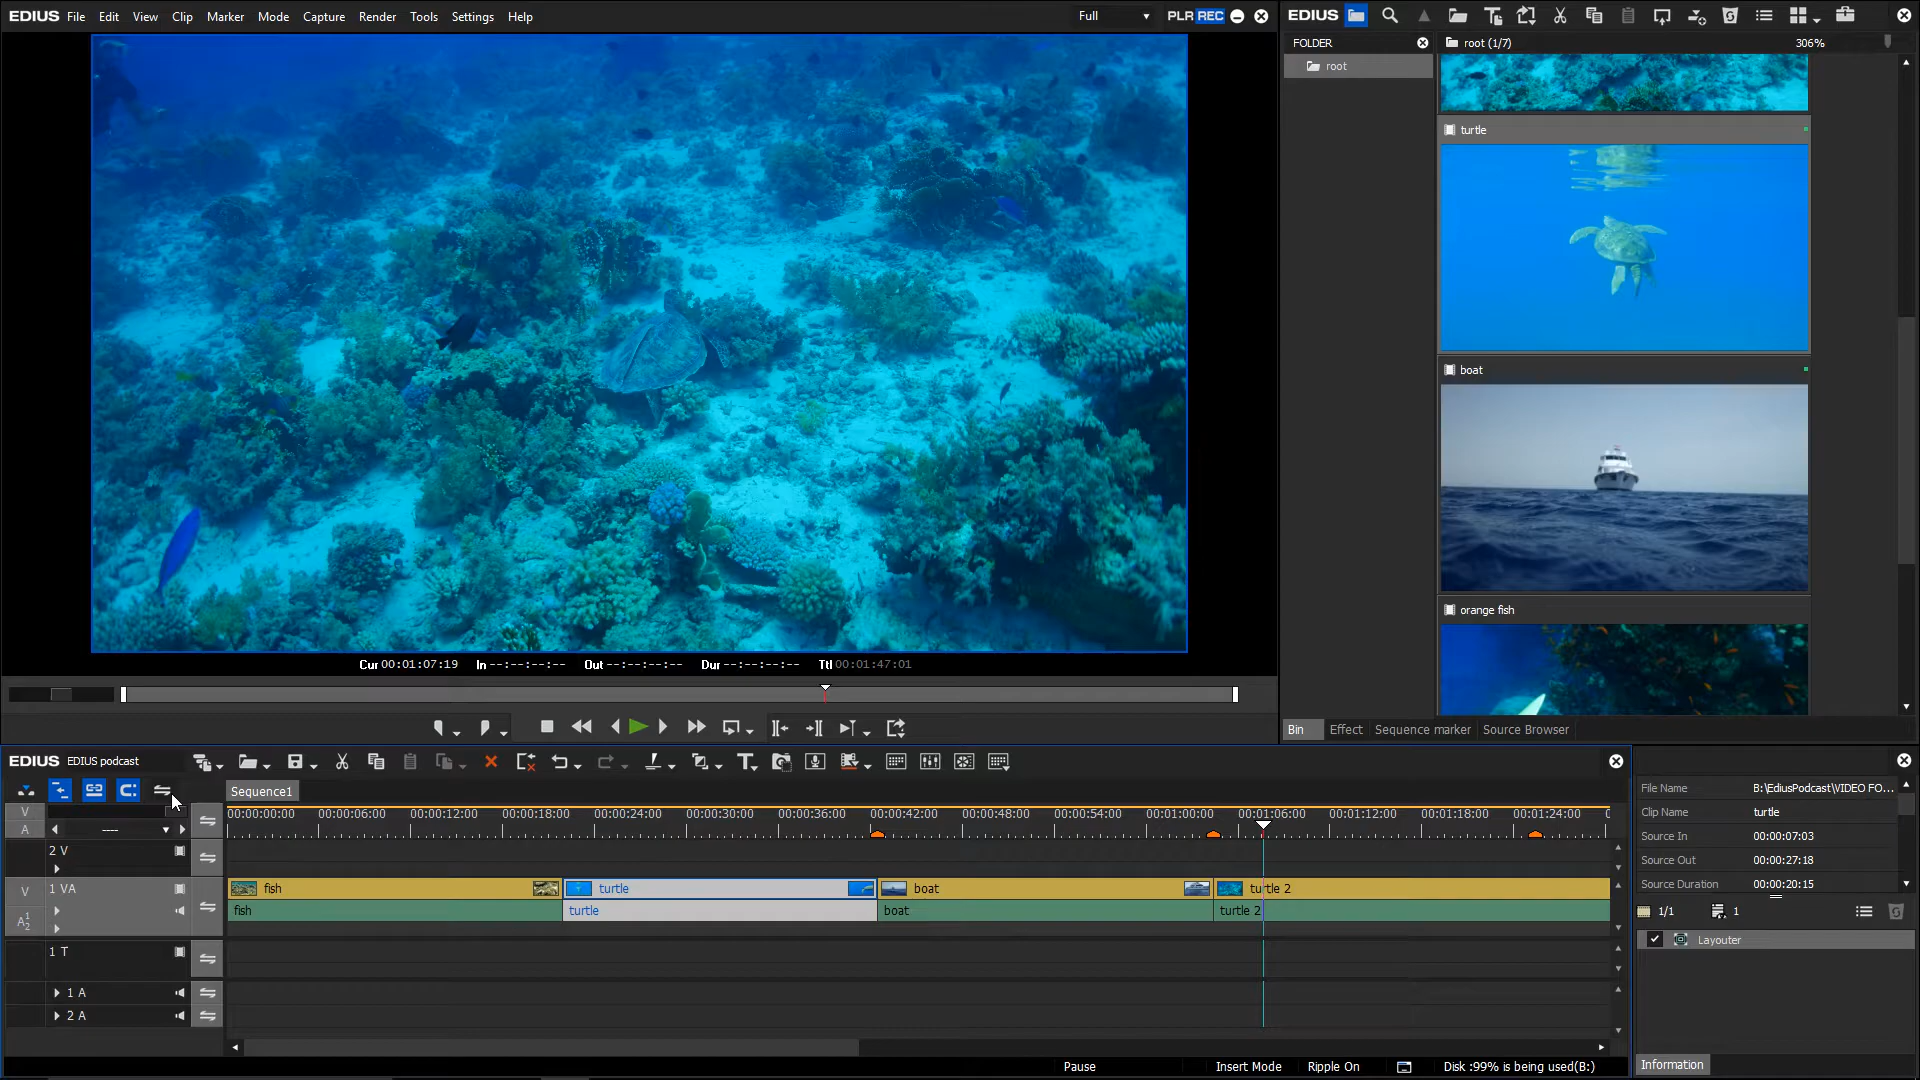 EDIUS File Edit View Clip Marker Mode Capture Render Tools Settings Help Full PLR REC
EDIUS
FOLDER root (1/7) 306%
root
turtle
boat
orange fish
Cur 00:01:07:19 In --:--:--:-- Out --:--:--:-- Dur --:--:--:-- Ttl 00:01:47:01
Bin Effect Sequence marker Source Browser
EDIUS EDIUS podcast
Sequence1
V
A ----
00:00:00:00 00:00:06:00 00:00:12:00 00:00:18:00 00:00:24:00 00:00:30:00 00:00:36:00 00:00:42:00 00:00:48:00 00:00:54:00 00:01:00:00 00:01:06:00 00:01:12:00 00:01:18:00 00:01:24:00
2 V
V 1 VA fish turtle boat turtle 2
A12 fish turtle boat turtle 2
1 T
1 A
2 A
File Name B:\EdiusPodcast\VIDEO FO...
Clip Name turtle
Source In 00:00:07:03
Source Out 00:00:27:18
Source Duration 00:00:20:15
1/1 1
Layouter
Information
Pause Insert Mode Ripple On Disk :99% is being used(B:)